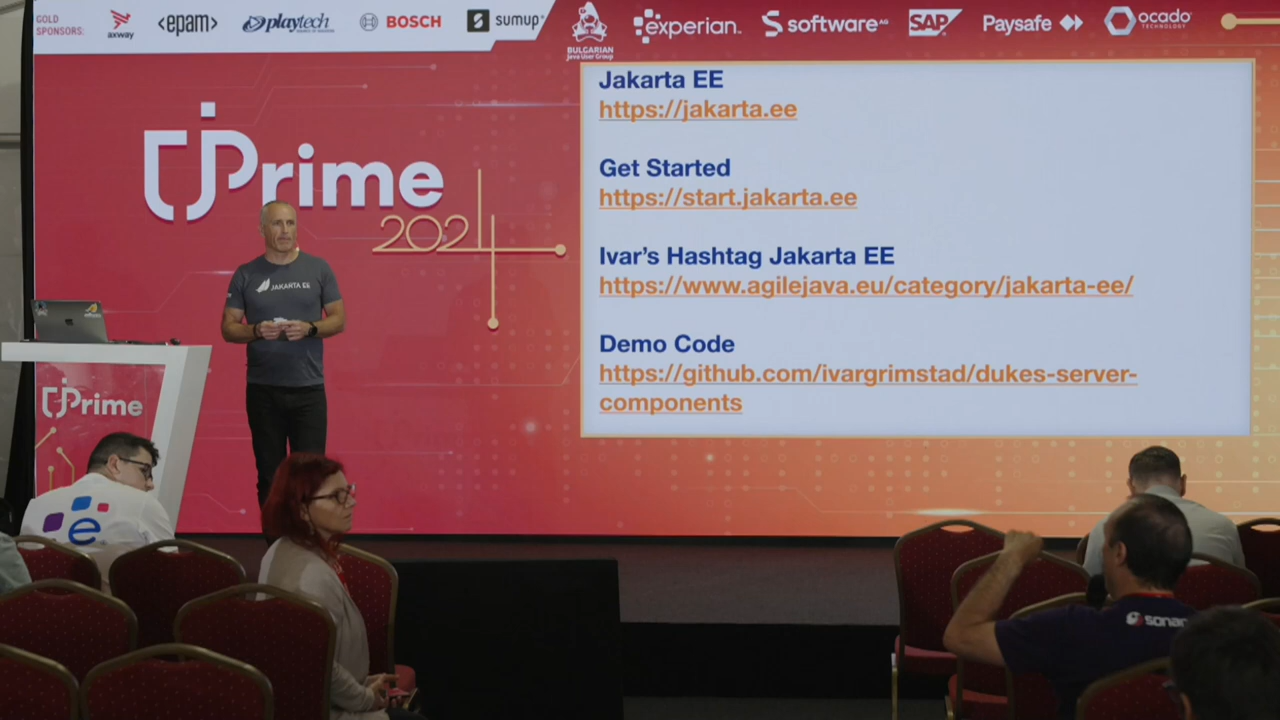 GOLD
SPONSORS:
axway
<epam>
playtech
BOSCH
sumup
BULGARIAN
Java User Group
experian.
software AG
SAP
Paysafe
ocado
TECHNOLOGY
jPrime
2024
Jakarta EE
https://jakarta.ee
Get Started
https://start.jakarta.ee
Ivar's Hashtag Jakarta EE
https://www.agilejava.eu/category/jakarta-ee/
Demo Code
https://github.com/ivargrimstad/dukes-server-
components
JAKARTA EE
jPrime
e
sonar